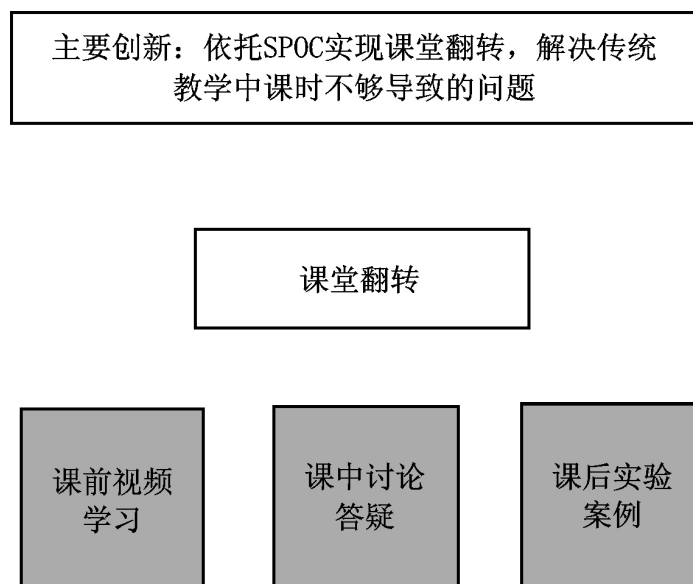 主要创新：依托SPOC实现课堂翻转，解决传统
教学中课时不够导致的问题
课堂翻转
课前视频
学习
课中讨论
答疑
课后实验
案例